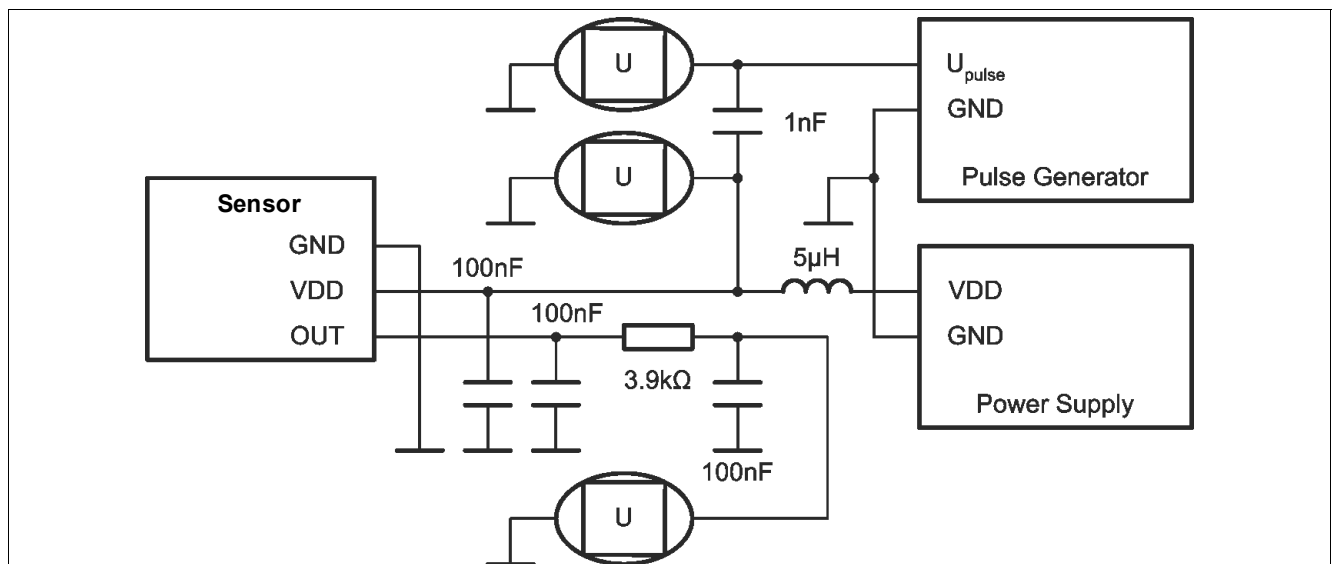 U
U
U
U_pulse
GND
1nF
Pulse Generator
Sensor
GND
VDD
OUT
100nF
100nF
3.9kΩ
100nF
5µH
VDD
GND
Power Supply